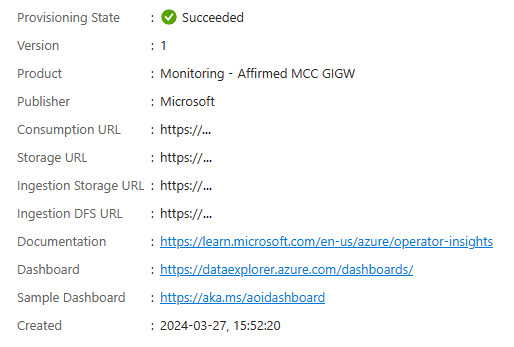 Provisioning State : Succeeded
Version : 1
Product : Monitoring - Affirmed MCC GIGW
Publisher : Microsoft
Consumption URL : https://...
Storage URL : https://...
Ingestion Storage URL : https://...
Ingestion DFS URL : https://...
Documentation : https://learn.microsoft.com/en-us/azure/operator-insights
Dashboard : https://dataexplorer.azure.com/dashboards/
Sample Dashboard : https://aka.ms/aoidashboard
Created : 2024-03-27, 15:52:20